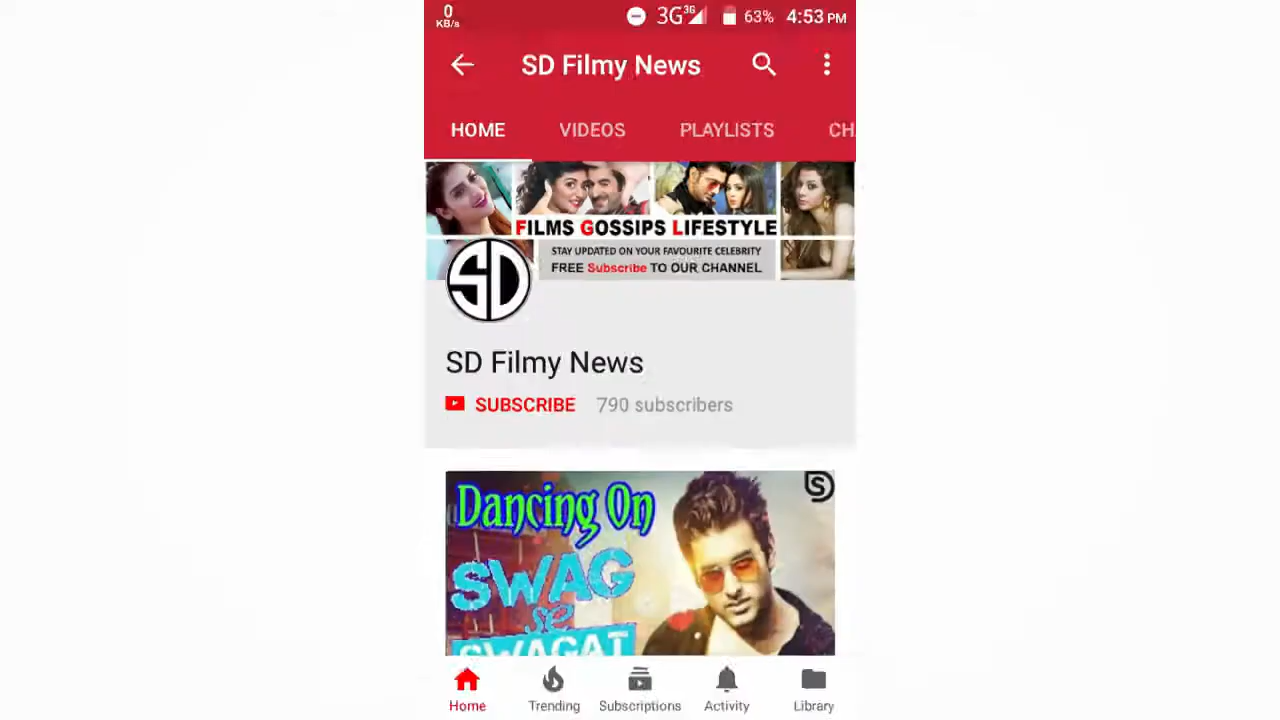 0
KB/s
3G 3G 63% 4:53 PM
SD Filmy News
HOME VIDEOS PLAYLISTS CH
FILMS GOSSIPS LIFESTYLE
STAY UPDATED ON YOUR FAVOURITE CELEBRITY
FREE Subscribe TO OUR CHANNEL
SD
SD Filmy News
SUBSCRIBE 790 subscribers
Dancing On
SWAG
se
SWAGAT
Home Trending Subscriptions Activity Library